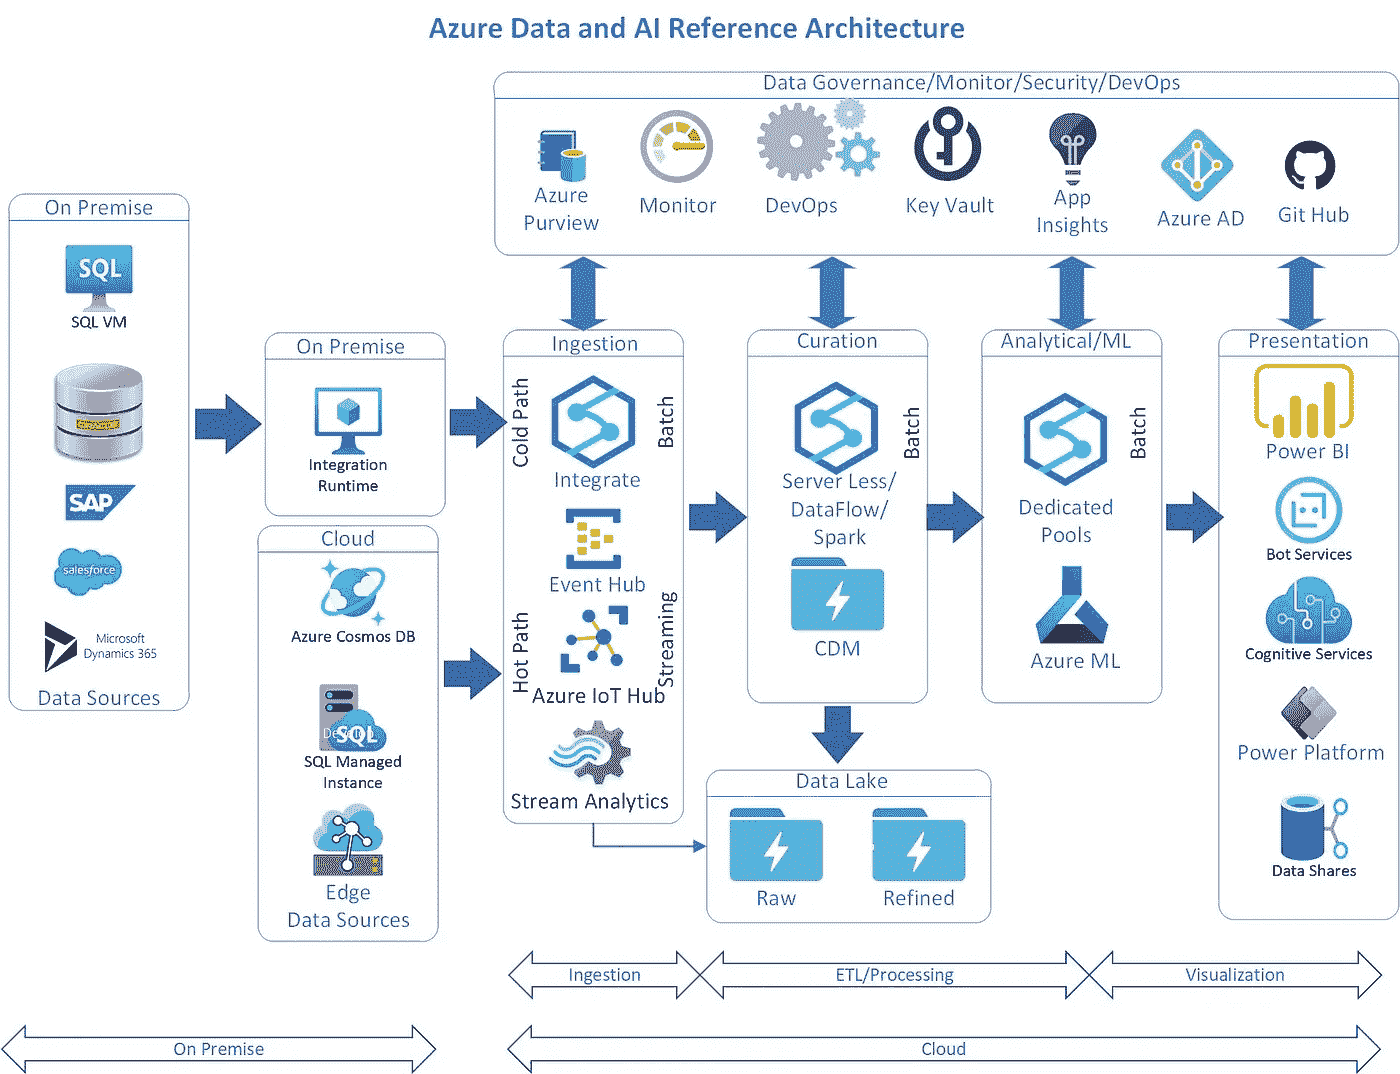 Azure Data and AI Reference Architecture
Data Governance/Monitor/Security/DevOps
Azure
Purview
Monitor
DevOps
Key Vault
App
Insights
Azure AD
Git Hub
On Premise
SQL
SQL VM
SAP
salesforce
Microsoft
Dynamics 365
Data Sources
On Premise
Integration
Runtime
Cloud
Azure Cosmos DB
SQL
SQL Managed
Instance
Edge
Data Sources
Ingestion
Cold Path
Batch
Integrate
Event Hub
Hot Path
Streaming
Azure IoT Hub
Stream Analytics
Curation
Batch
Server Less/
DataFlow/
Spark
CDM
Analytical/ML
Batch
Dedicated
Pools
Azure ML
Presentation
Power BI
Bot Services
Cognitive Services
Power Platform
Data Shares
Data Lake
Raw
Refined
Ingestion
ETL/Processing
Visualization
On Premise
Cloud